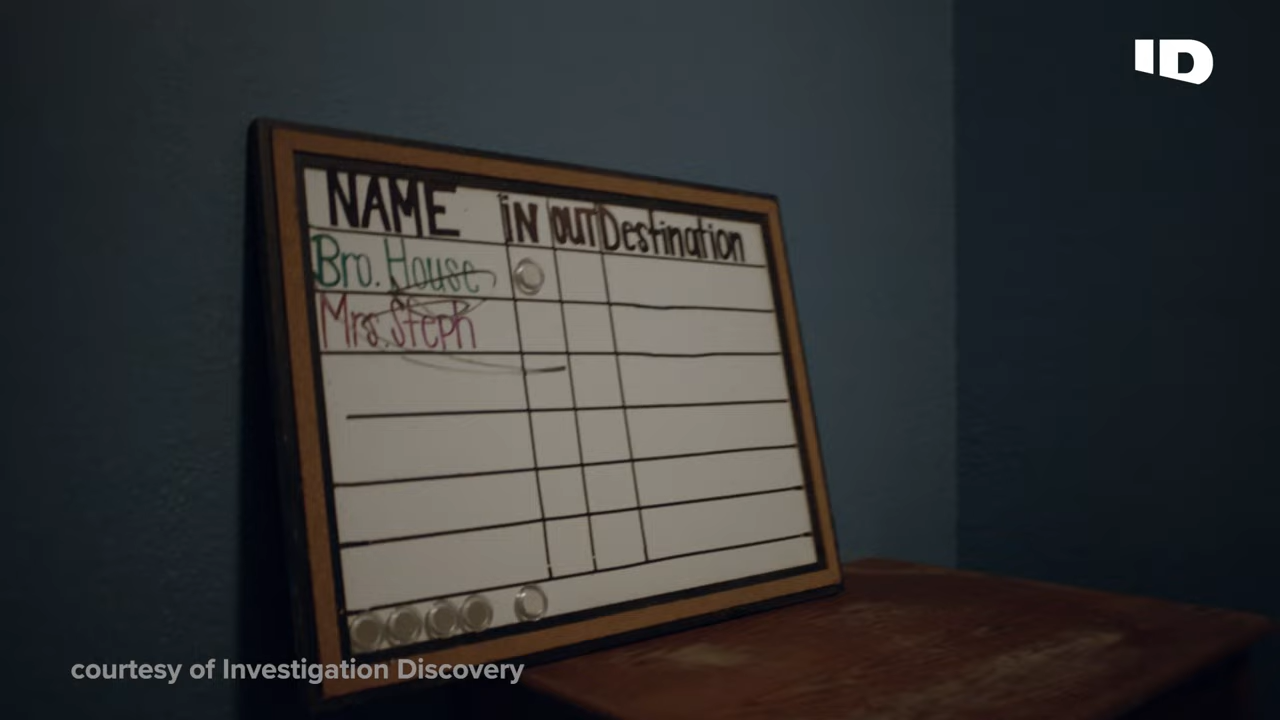 ID
NAME IN OUT Destination
Bro. House
Mrs. Steph
courtesy of Investigation Discovery